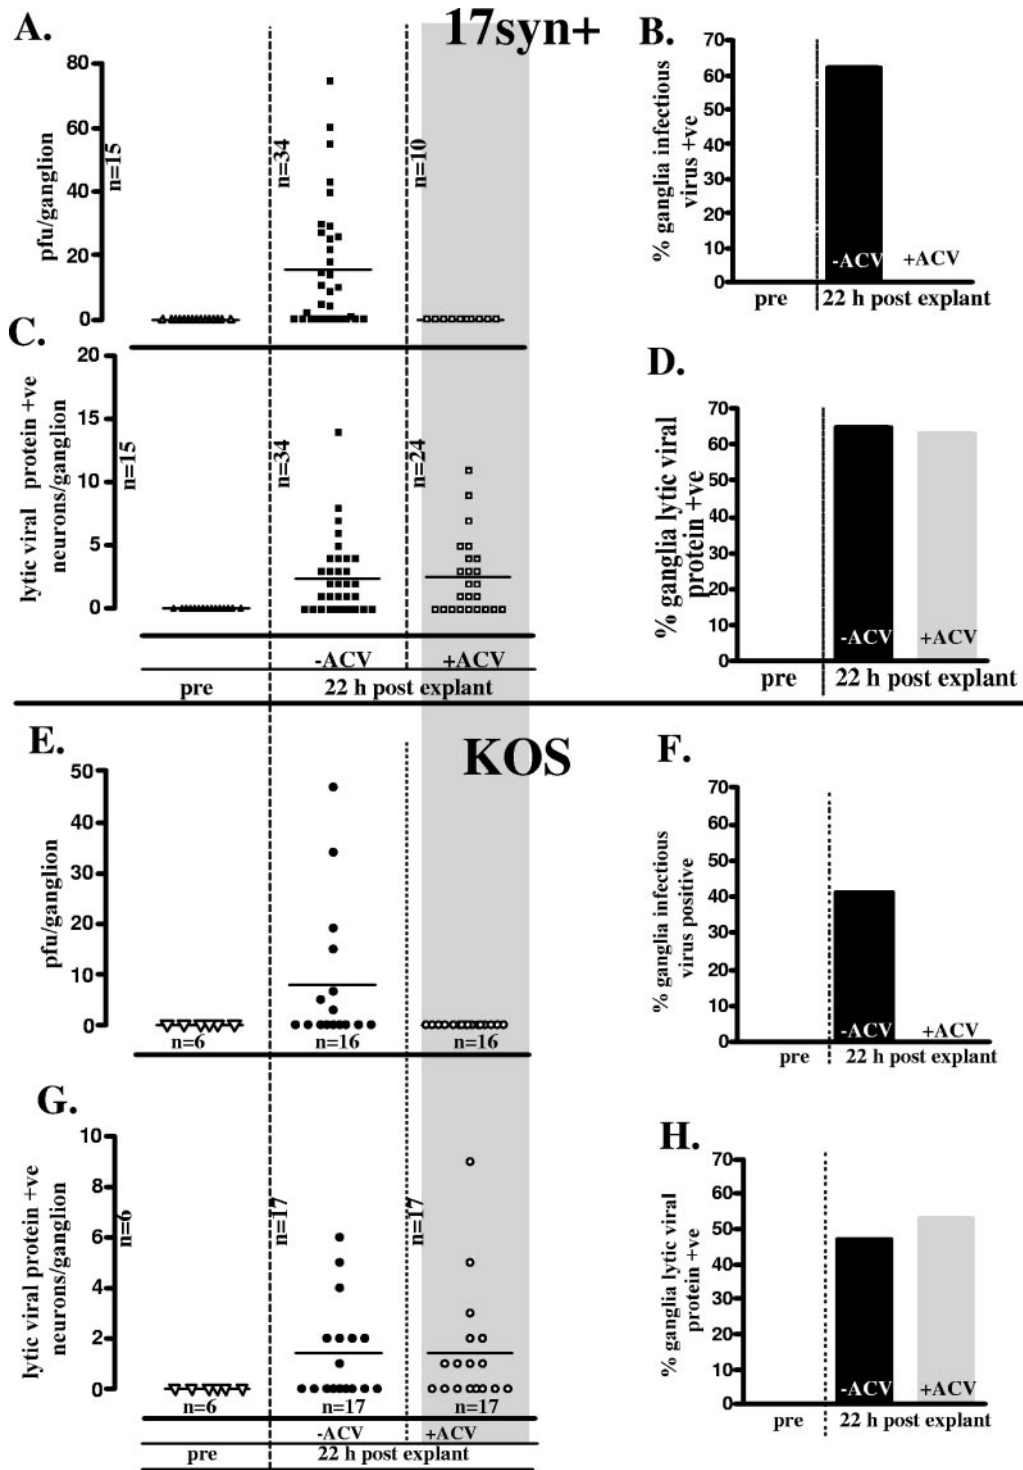 17syn+
A.
80
60
40
20
0
pfu/ganglion
n=15
n=34
n=10
B.
70
60
50
40
30
20
10
0
% ganglia infectious
virus +ve
-ACV
+ACV
pre
22 h post explant
C.
20
15
10
5
0
lytic viral protein +ve
neurons/ganglion
n=15
n=34
n=24
-ACV
+ACV
pre
22 h post explant
D.
70
60
50
40
30
20
10
0
% ganglia lytic viral
protein +ve
-ACV
+ACV
pre
22 h post explant
KOS
E.
50
40
30
20
10
0
pfu/ganglion
n=6
n=16
n=16
F.
70
60
50
40
30
20
10
0
% ganglia infectious
virus positive
-ACV
+ACV
pre
22 h post explant
G.
10
8
6
4
2
0
lytic viral protein +ve
neurons/ganglion
n=6
n=17
n=17
n=6
n=17
n=17
-ACV
+ACV
pre
22 h post explant
H.
70
60
50
40
30
20
10
0
% ganglia lytic viral
protein +ve
-ACV
+ACV
pre
22 h post explant